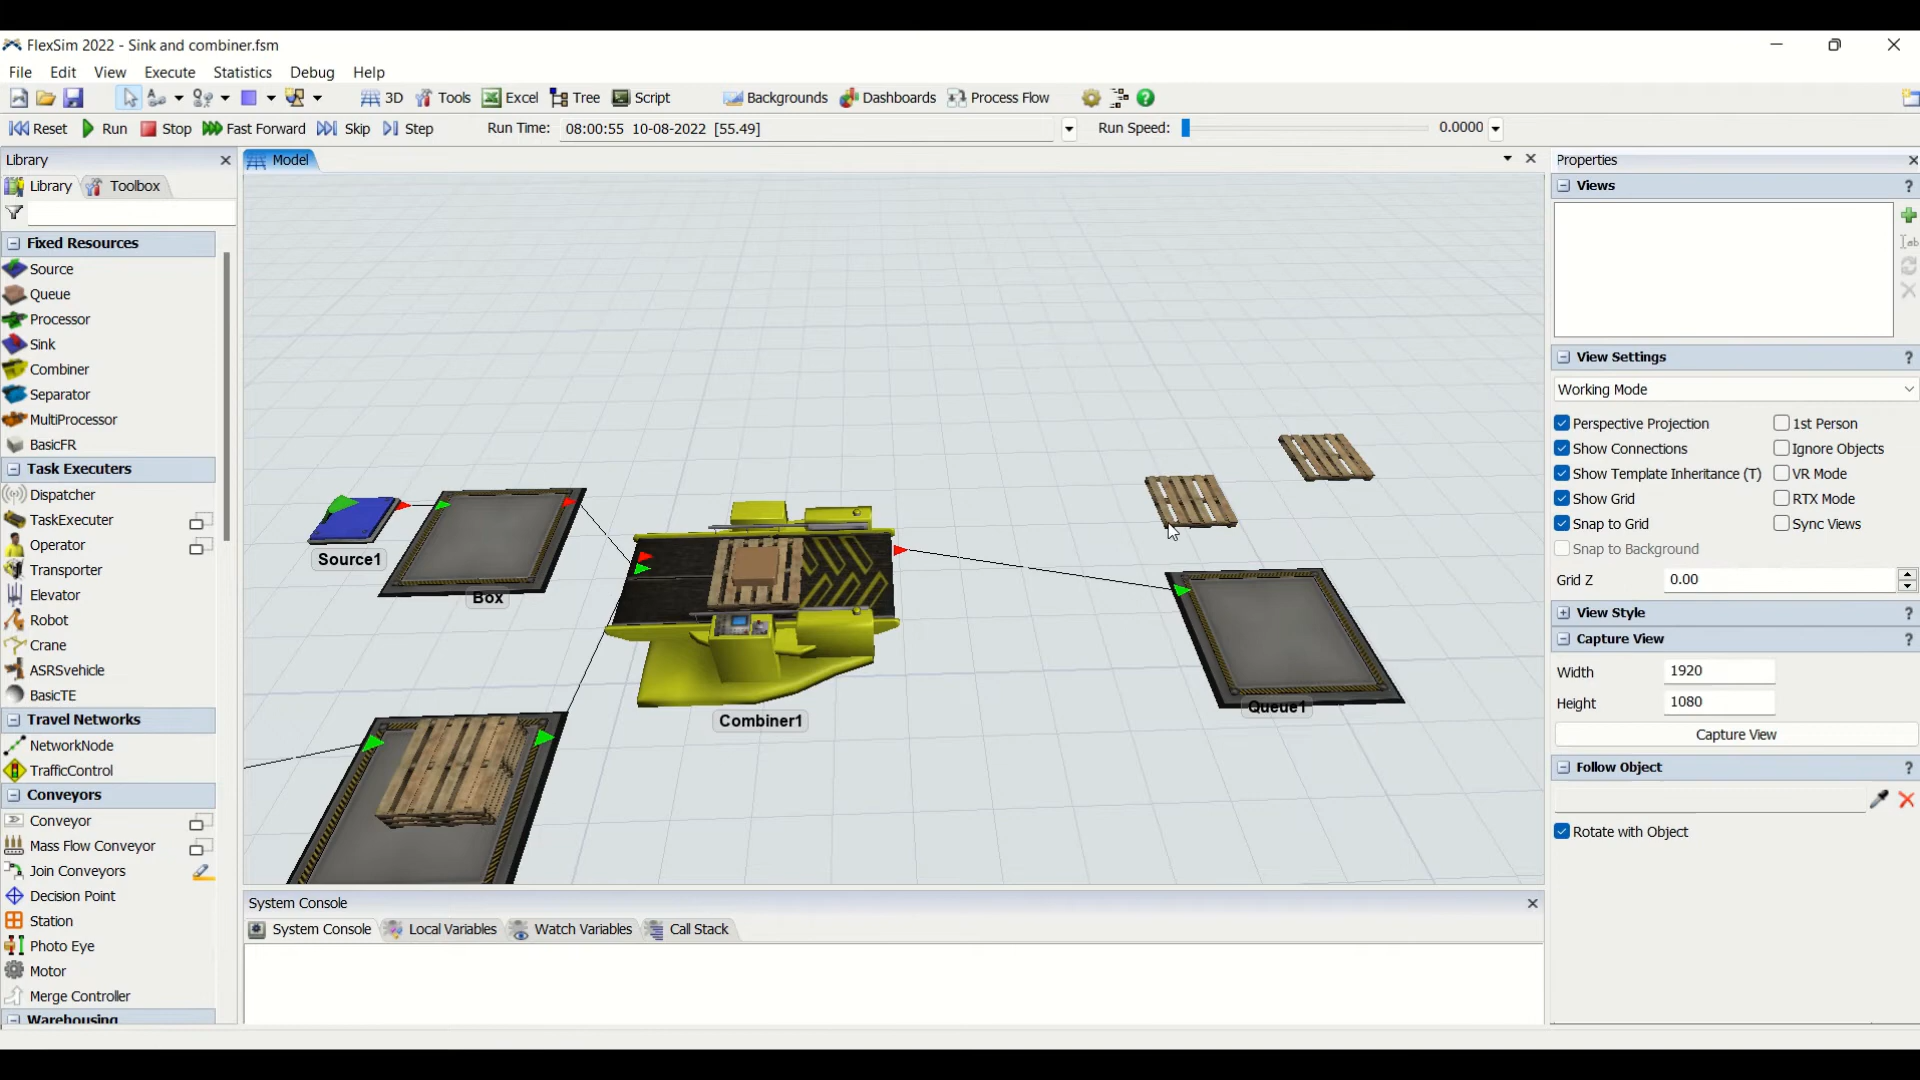 FlexSim 2022 - Sink and combiner.fsm
File Edit View Execute Statistics Debug Help
3D Tools Excel Tree Script Backgrounds Dashboards Process Flow
Reset Run Stop Fast Forward Skip Step Run Time: 08:00:55 10-08-2022 [55.49] Run Speed: 0.0000
Library
Library Toolbox
Fixed Resources
Source
Queue
Processor
Sink
Combiner
Separator
MultiProcessor
BasicFR
Task Executers
Dispatcher
TaskExecuter
Operator
Transporter
Elevator
Robot
Crane
ASRSvehicle
BasicTE
Travel Networks
NetworkNode
TrafficControl
Conveyors
Conveyor
Mass Flow Conveyor
Join Conveyors
Decision Point
Station
Photo Eye
Motor
Merge Controller
Warehousing
Model
Source1
Box
Combiner1
Queue1
System Console
System Console Local Variables Watch Variables Call Stack
Properties
Views
View Settings
Working Mode
Perspective Projection 1st Person
Show Connections Ignore Objects
Show Template Inheritance (T) VR Mode
Show Grid RTX Mode
Snap to Grid Sync Views
Snap to Background
Grid Z 0.00
View Style
Capture View
Width 1920
Height 1080
Capture View
Follow Object
Rotate with Object